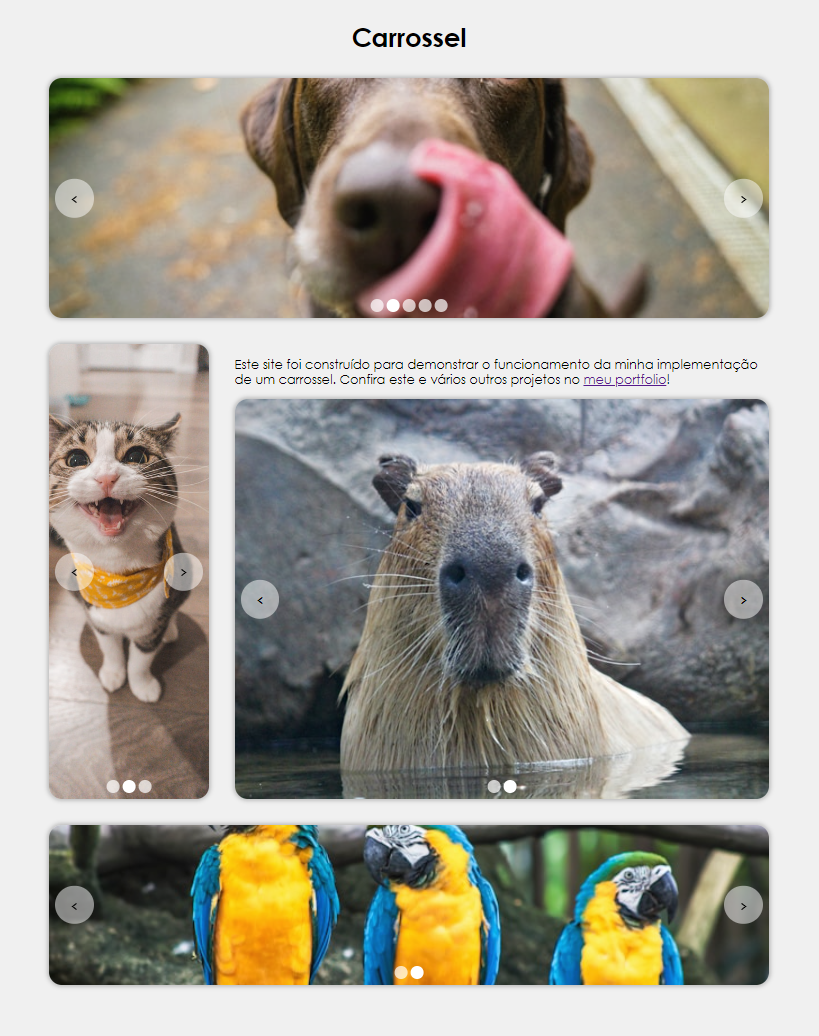 Carrossel
<
>
Este site foi construído para demonstrar o funcionamento da minha implementação
de um carrossel. Confira este e vários outros projetos no meu portfolio!
<
>
<
>
<
>